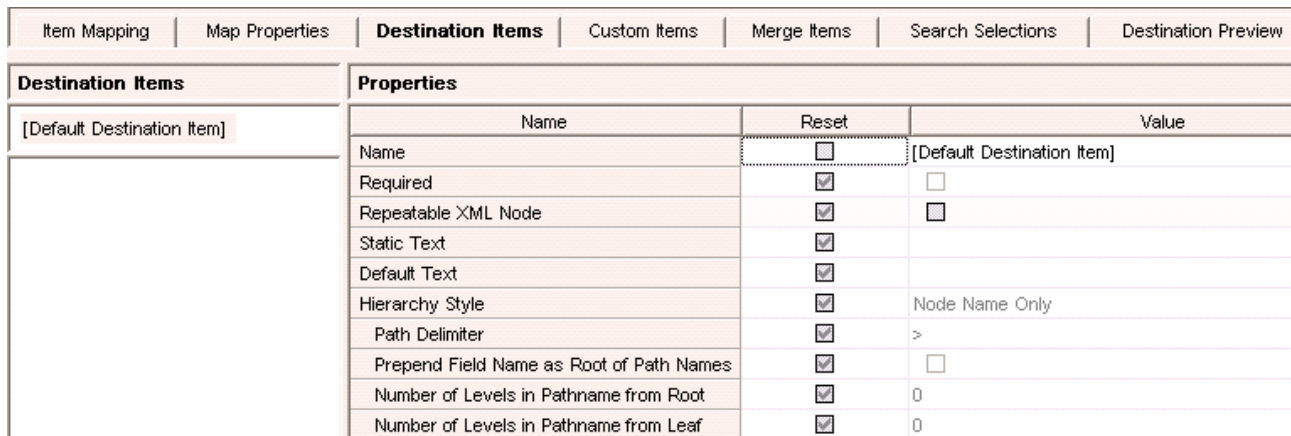 Item Mapping Map Properties Destination Items Custom Items Merge Items Search Selections Destination Preview
Destination Items Properties
[Default Destination Item] Name Reset Value
Name [Default Destination Item]
Required
Repeatable XML Node
Static Text
Default Text
Hierarchy Style Node Name Only
Path Delimiter >
Prepend Field Name as Root of Path Names
Number of Levels in Pathname from Root 0
Number of Levels in Pathname from Leaf 0